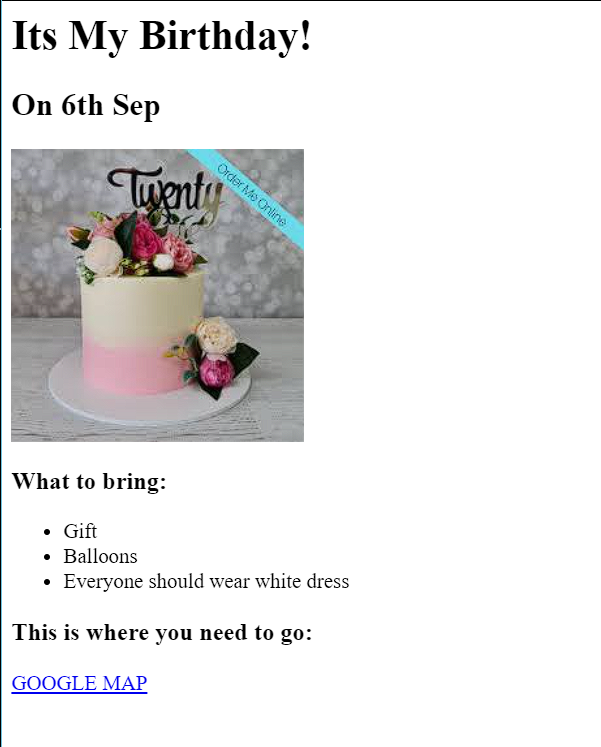 Its My Birthday!
On 6th Sep
Twenty
Order Me Online
What to bring:
Gift
Balloons
Everyone should wear white dress
This is where you need to go:
GOOGLE MAP